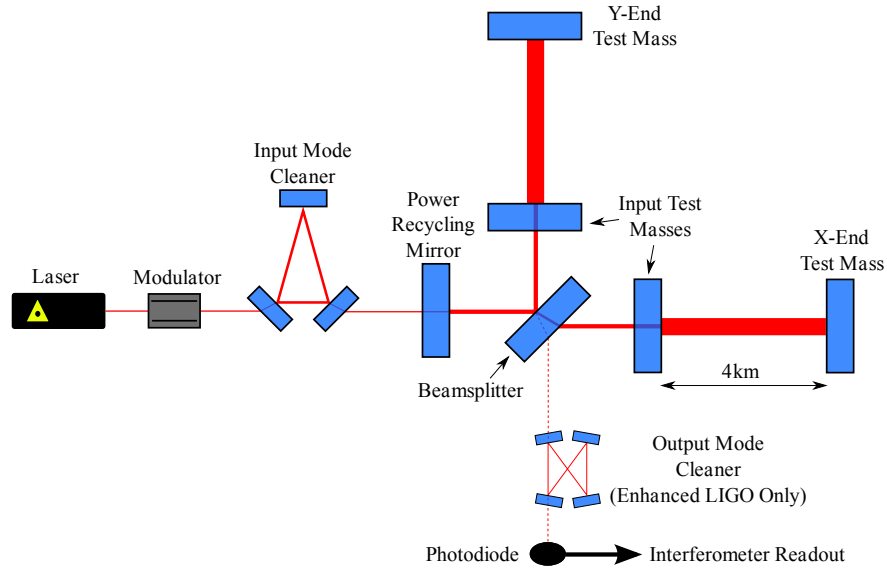 Y-End
Test Mass
Input Mode
Cleaner
Power
Recycling
Mirror
Input Test
Masses
X-End
Test Mass
Laser
Modulator
Beamsplitter
4km
Output Mode
Cleaner
(Enhanced LIGO Only)
Photodiode
Interferometer Readout